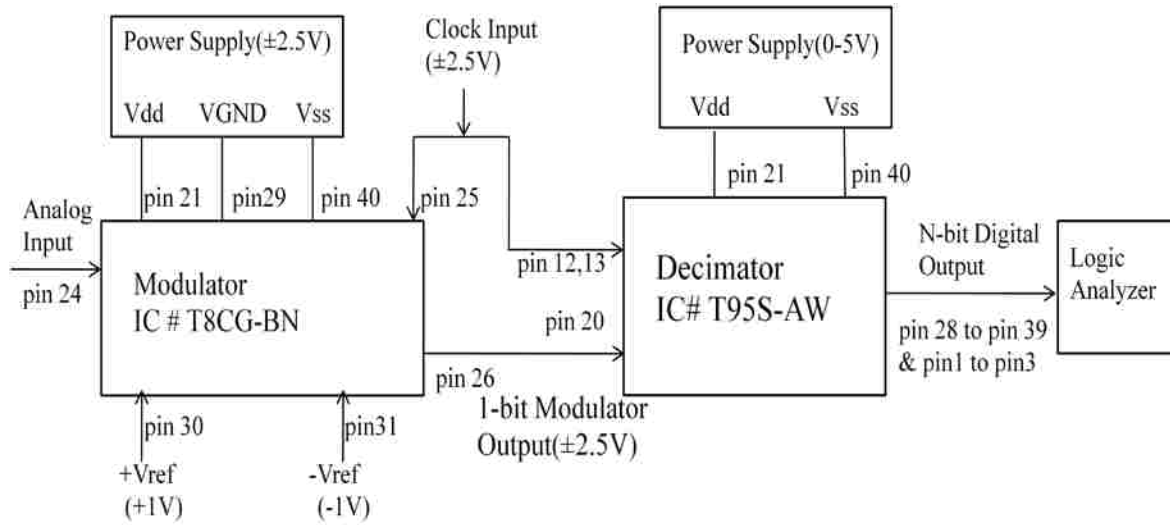 Power Supply(±2.5V)
Vdd VGND Vss
Clock Input
(±2.5V)
Power Supply(0-5V)
Vdd Vss
pin 21
pin29
pin 40
pin 25
pin 21
pin 40
Analog
Input
pin 24
Modulator
IC # T8CG-BN
pin 12,13
Decimator
IC# T95S-AW
pin 20
pin 26
1-bit Modulator
Output(±2.5V)
N-bit Digital
Output
pin 28 to pin 39
& pin1 to pin3
Logic
Analyzer
pin 30
pin31
+Vref
(+1V)
-Vref
(-1V)